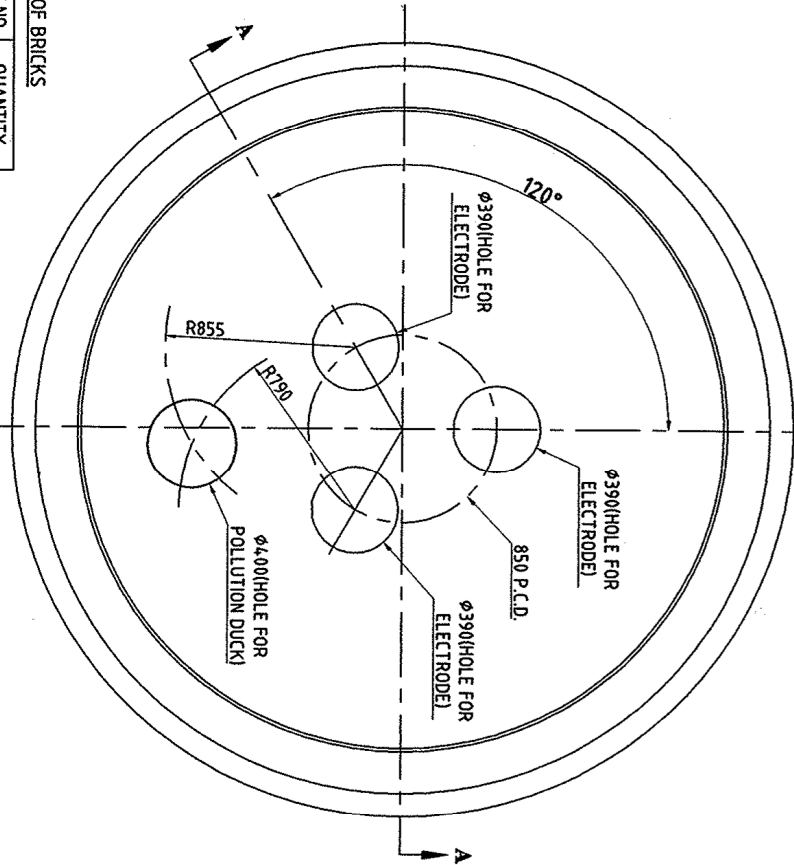 A
120°
Ø390(HOLE FOR
ELECTRODE)
R855
R790
Ø390(HOLE FOR
ELECTRODE)
850 P.C.D.
Ø390(HOLE FOR
ELECTRODE)
Ø400(HOLE FOR
POLLUTION DUCK)
A
OF BRICKS
NO
QUANTITY